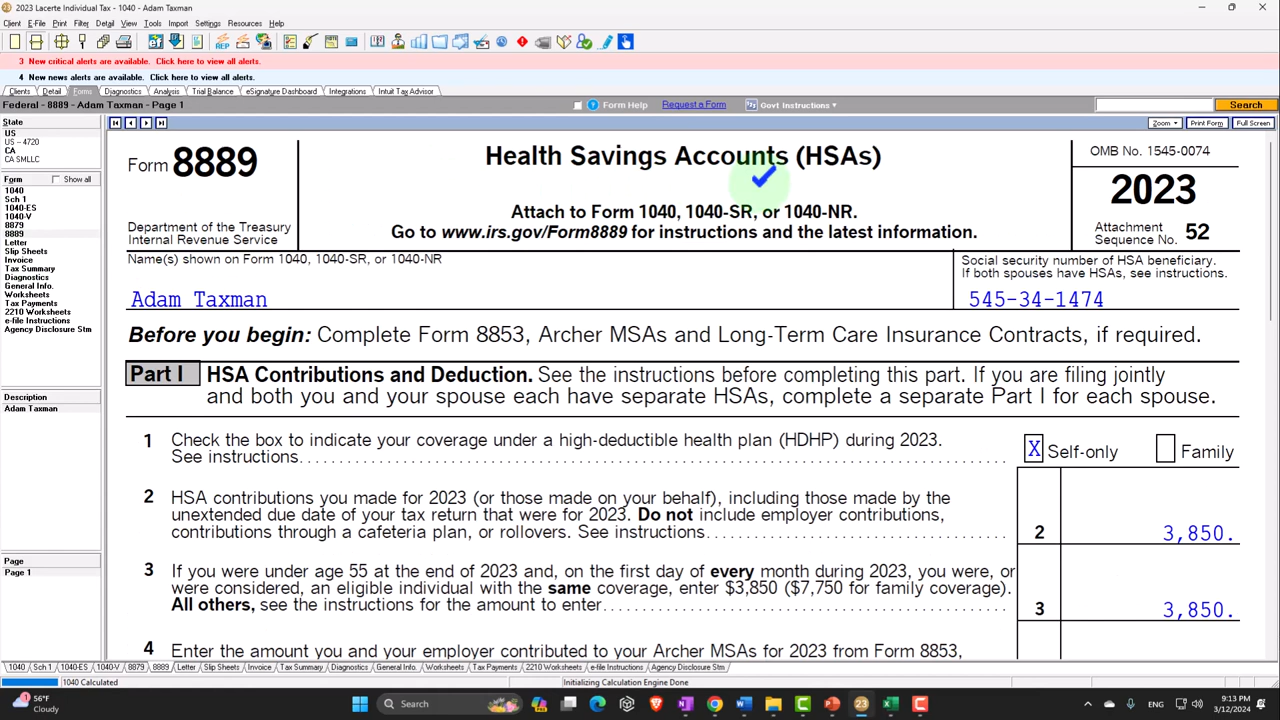 2023 Lacerte Individual Tax - 1040 - Adam Taxman
Client E-File Print Filter Detail View Tools Import Settings Resources Help
3 New critical alerts are available. Click here to view all alerts.
4 New news alerts are available. Click here to view all alerts.
Clients Detail Forms Diagnostics Analysis Trial Balance eSignature Dashboard Integrations Intuit Tax Advisor
Federal - 8889 - Adam Taxman - Page 1
Form Help Request a Form Govt Instructions Search
Zoom Print Form Full Screen
State
US
US – 4720
CA
CA SMLLC
Form Show all
1040
Sch 1
1040-ES
1040-V
8879
8889
Letter
Slip Sheets
Invoice
Tax Summary
Diagnostics
General Info.
Worksheets
Tax Payments
2210 Worksheets
e-file Instructions
Agency Disclosure Stm
Description
Adam Taxman
Page
Page 1
Form 8889
Department of the Treasury
Internal Revenue Service
Health Savings Accounts (HSAs)
Attach to Form 1040, 1040-SR, or 1040-NR.
Go to www.irs.gov/Form8889 for instructions and the latest information.
OMB No. 1545-0074
2023
Attachment
Sequence No. 52
Name(s) shown on Form 1040, 1040-SR, or 1040-NR
Adam Taxman
Social security number of HSA beneficiary.
If both spouses have HSAs, see instructions.
545-34-1474
Before you begin: Complete Form 8853, Archer MSAs and Long-Term Care Insurance Contracts, if required.
Part I HSA Contributions and Deduction. See the instructions before completing this part. If you are filing jointly
and both you and your spouse each have separate HSAs, complete a separate Part I for each spouse.
1 Check the box to indicate your coverage under a high-deductible health plan (HDHP) during 2023.
See instructions. X Self-only Family
2 HSA contributions you made for 2023 (or those made on your behalf), including those made by the
unextended due date of your tax return that were for 2023. Do not include employer contributions,
contributions through a cafeteria plan, or rollovers. See instructions. 2 3,850.
3 If you were under age 55 at the end of 2023 and, on the first day of every month during 2023, you were, or
were considered, an eligible individual with the same coverage, enter $3,850 ($7,750 for family coverage).
All others, see the instructions for the amount to enter 3 3,850.
4 Enter the amount you and your employer contributed to your Archer MSAs for 2023 from Form 8853,
1040 Sch 1 1040-ES 1040-V 8879 8889 Letter Slip Sheets Invoice Tax Summary Diagnostics General Info. Worksheets Tax Payments 2210 Worksheets e-file Instructions Agency Disclosure Stm
1040 Calculated Initializing Calculation Engine Done
56°F
Cloudy
Search
ENG
9:13 PM
3/12/2024